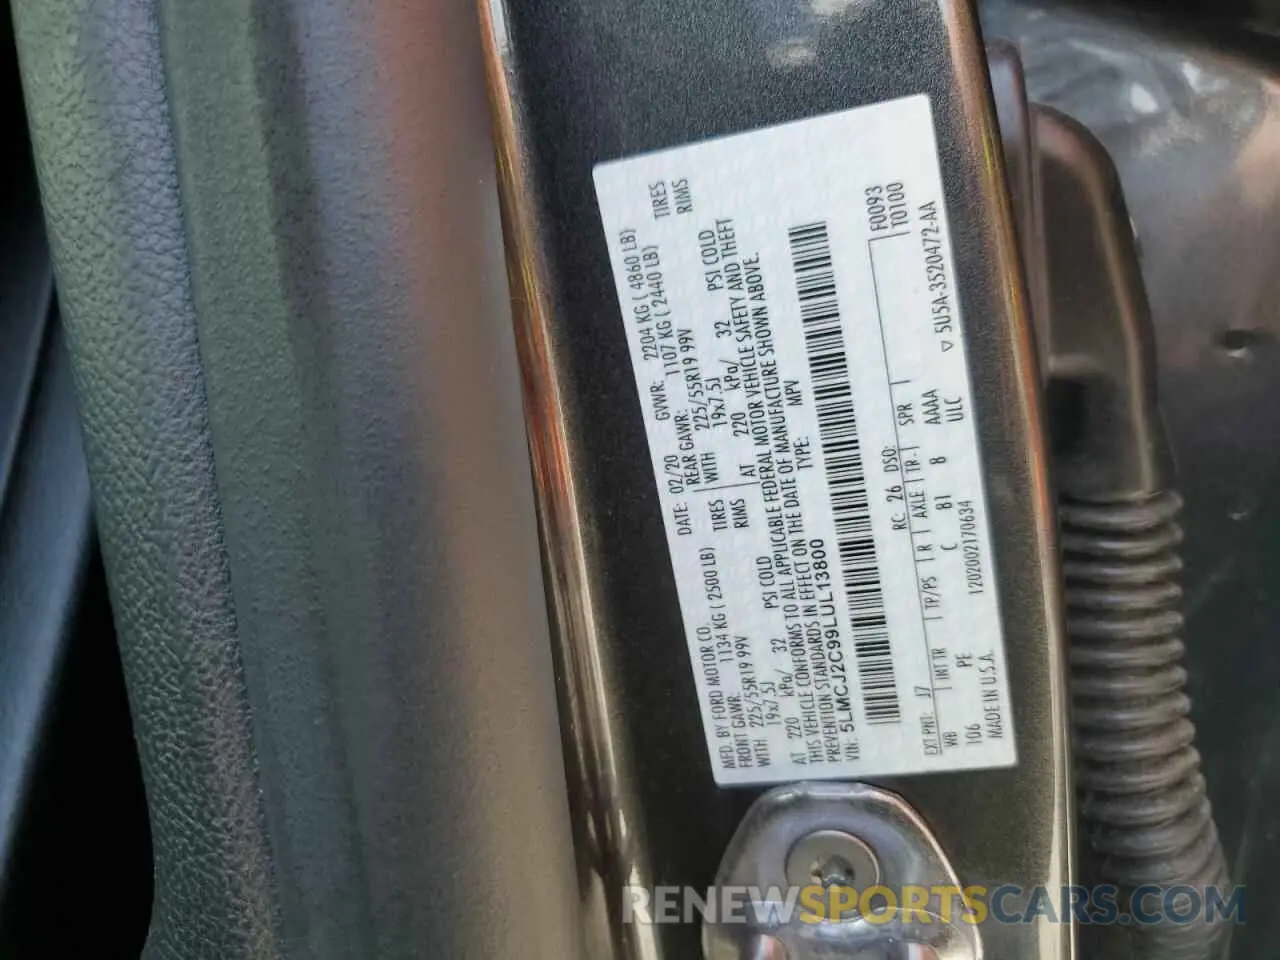 MFD. BY FORD MOTOR CO.
DATE: 02/20 GVWR: 2204 KG ( 4860 LB)
FRONT GAWR: 1134 KG ( 2500 LB) REAR GAWR: 1107 KG ( 2440 LB)
WITH 225/55R19 99V TIRES WITH 225/55R19 99V TIRES
19x7.5J RIMS 19x7.5J RIMS
AT 220 kPa/ 32 PSI COLD AT 220 kPa/ 32 PSI COLD
THIS VEHICLE CONFORMS TO ALL APPLICABLE FEDERAL MOTOR VEHICLE SAFETY AND THEFT
PREVENTION STANDARDS IN EFFECT ON THE DATE OF MANUFACTURE SHOWN ABOVE.
VIN: 5LMCJ2C99LUL13800 TYPE: MPV
F0093
T0100
EXT PNT: J7 RC: 26 DSO:
WB INT TR TP/PS R AXLE TR SPR
106 PE C 81 8 AAAA
ULC
MADE IN U.S.A. 1202002170634 ▽ 5U5A-3520472-AA
RENEWSPORTSCARS.COM